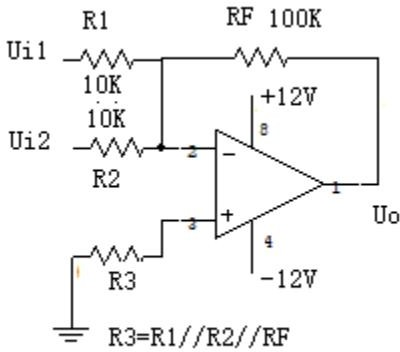 R1
RF 100K
Ui1
10K
10K
+12V
8
Ui2
2
−
R2
1
+
3
Uo
4
R3
−12V
R3=R1//R2//RF